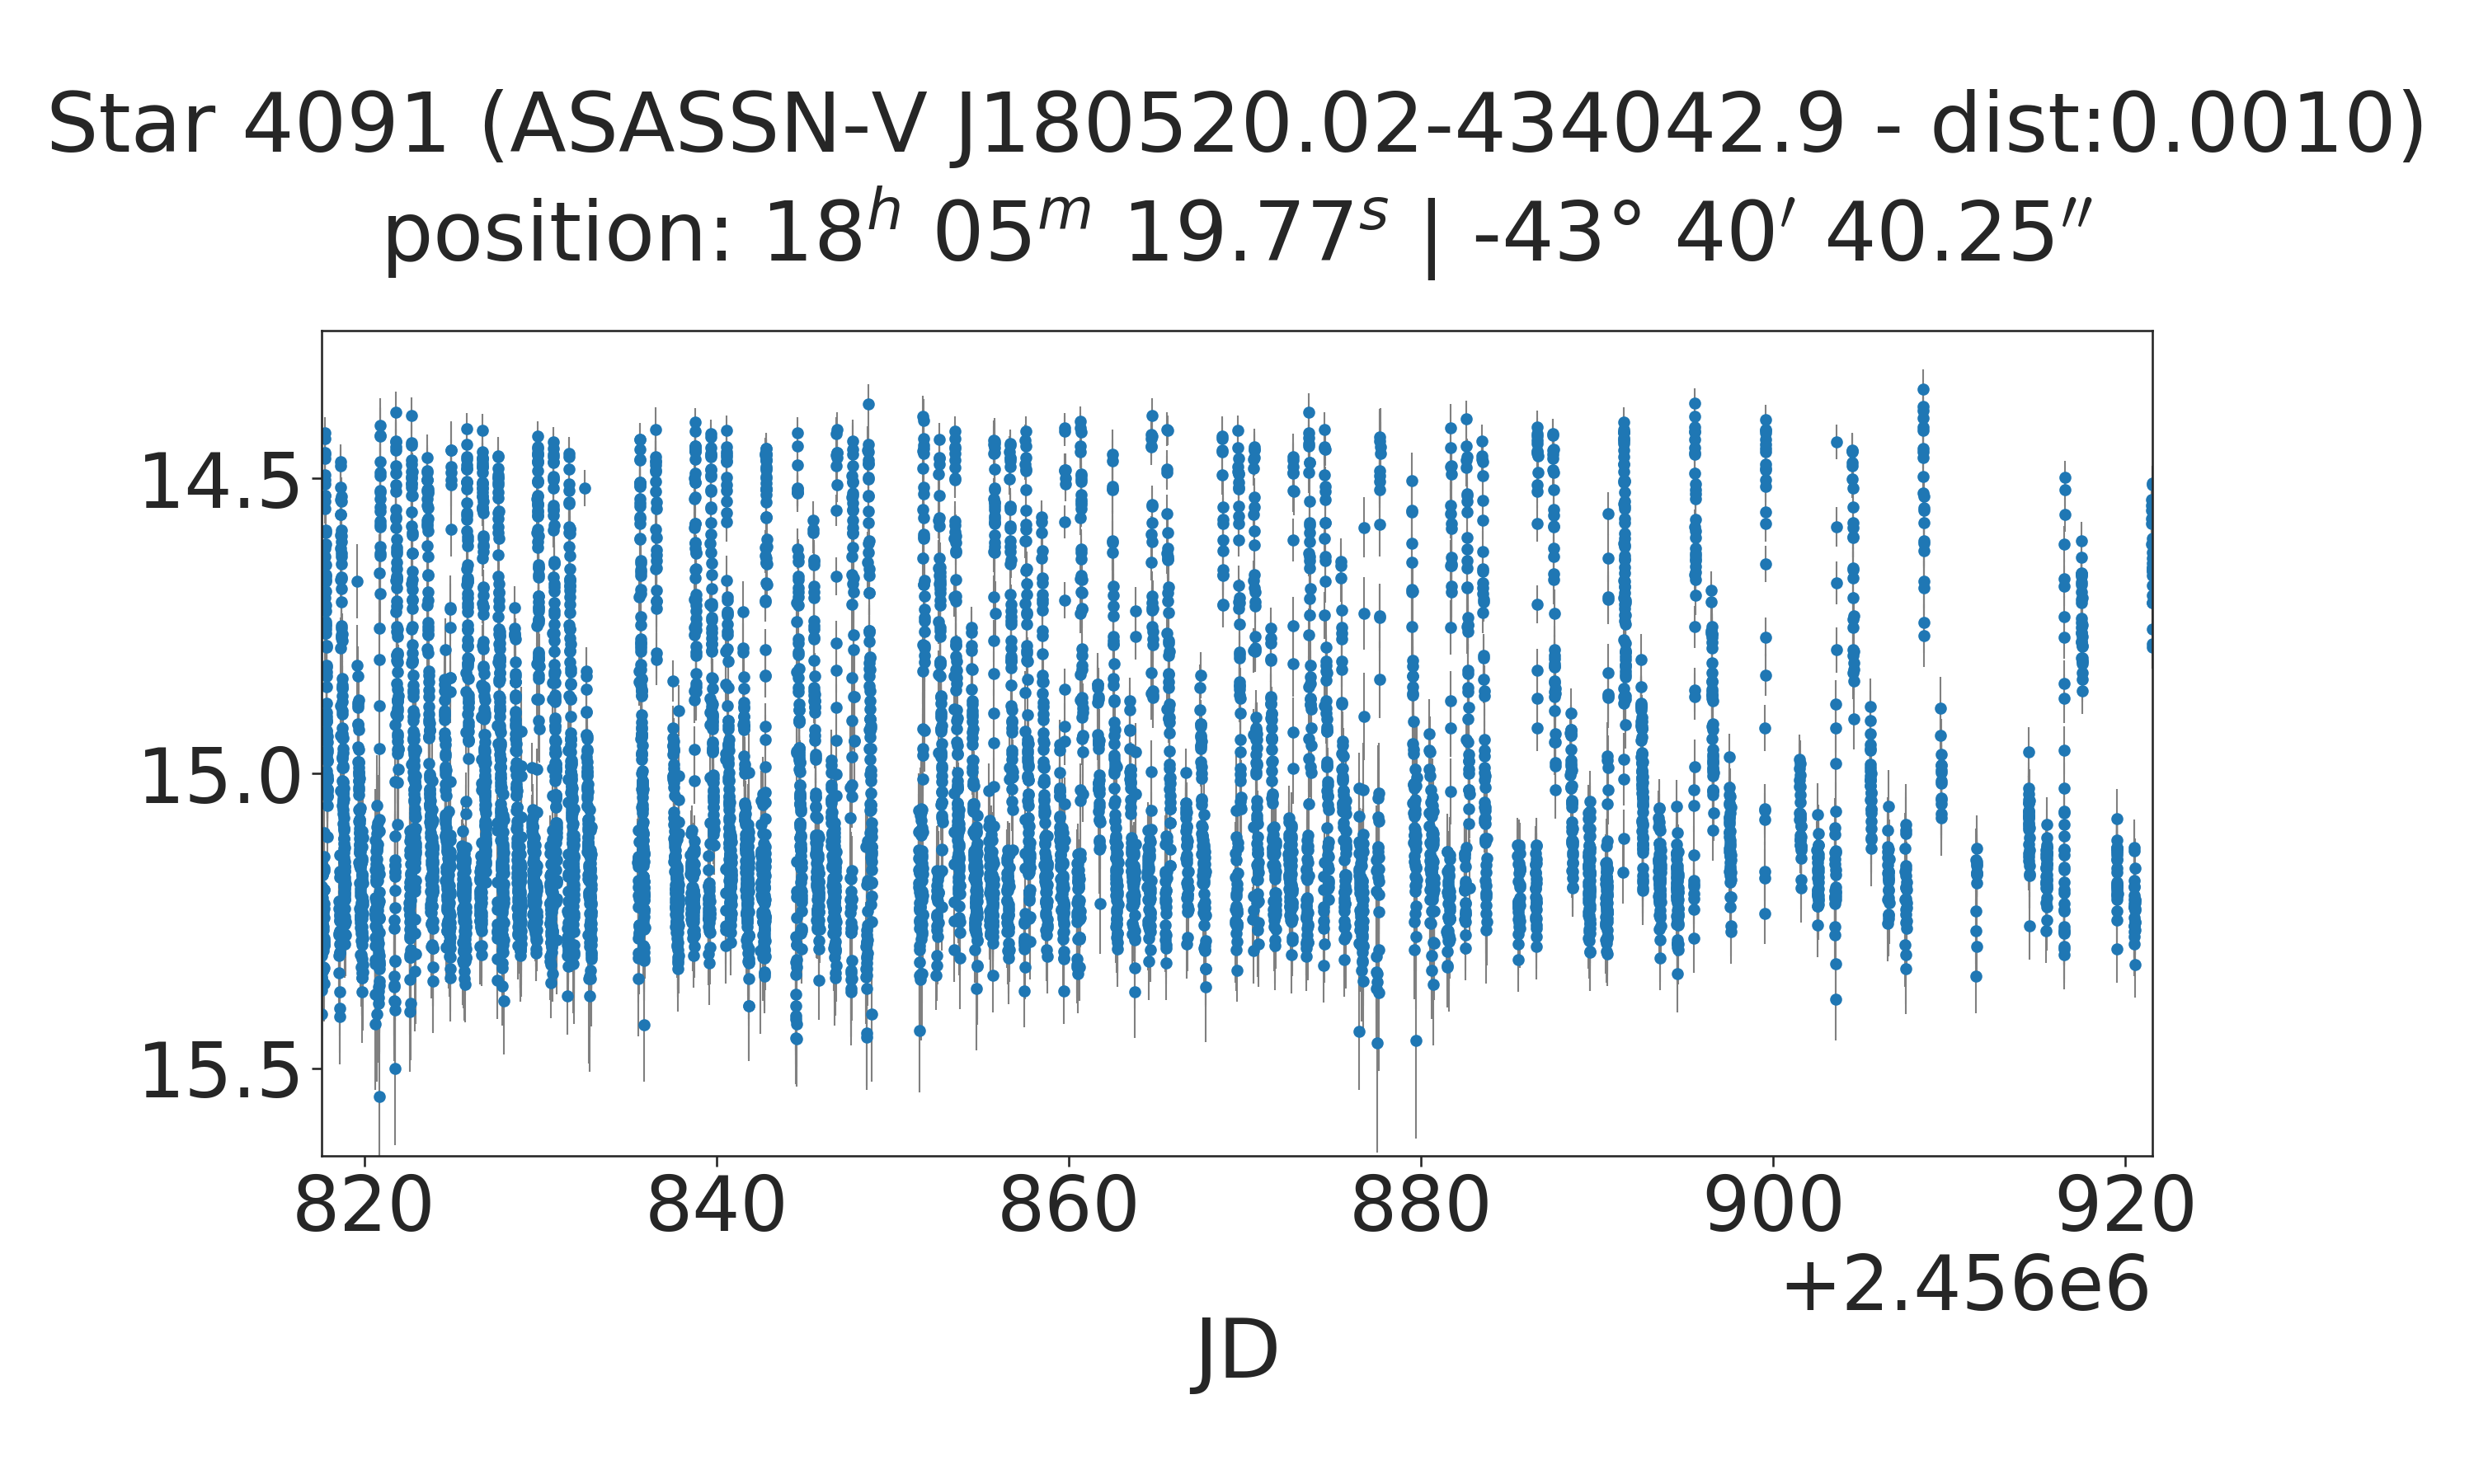 Star 4091 (ASASSN-V J180520.02-434042.9 - dist:0.0010)
position: 18h 05m 19.77s | -43° 40′ 40.25″
14.5
15.0
15.5
820 840 860 880 900 920
+2.456e6
JD